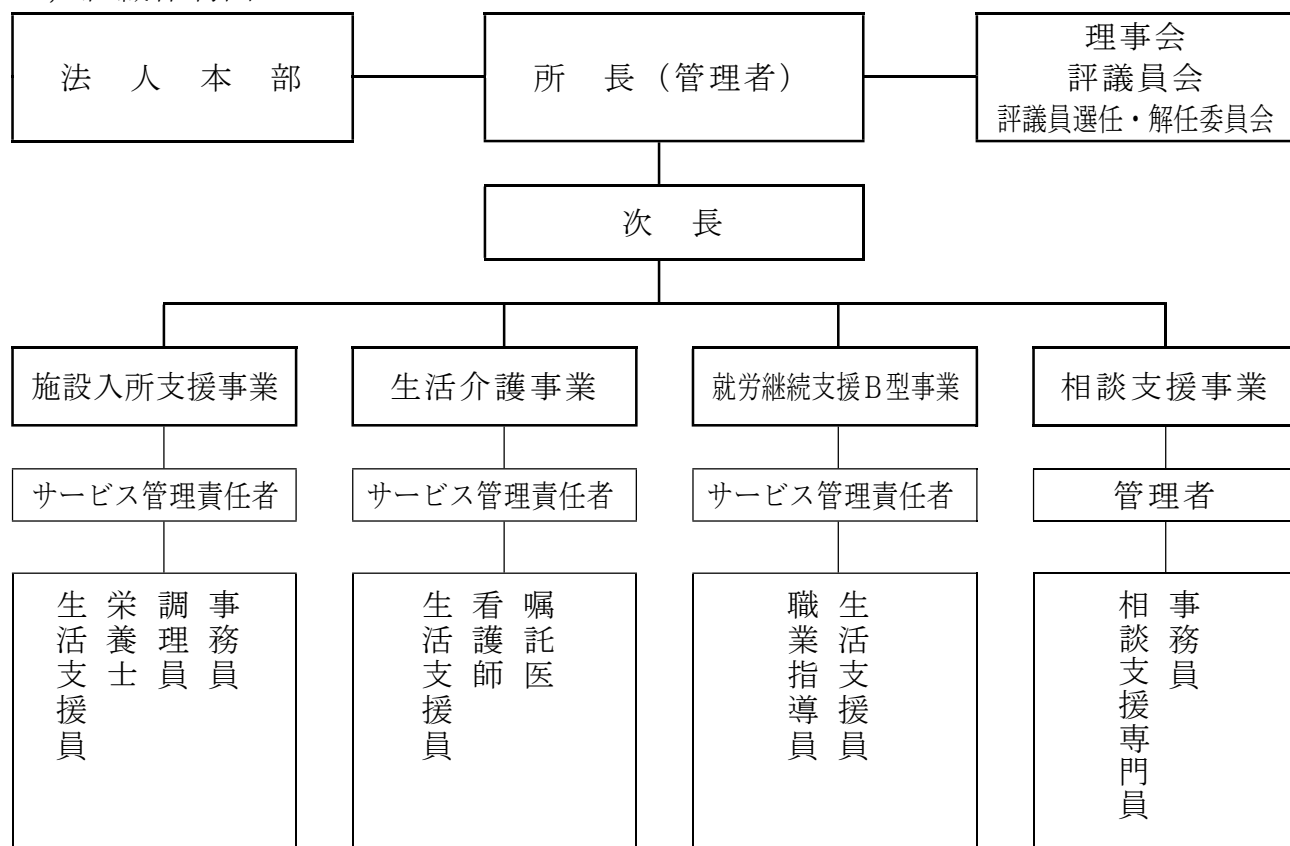 法人本部
所長（管理者）
理事会
評議員会
評議員選任・解任委員会
次長
施設入所支援事業
生活介護事業
就労継続支援Ｂ型事業
相談支援事業
サービス管理責任者
サービス管理責任者
サービス管理責任者
管理者
事務員
調理員
栄養士
生活支援員
嘱託医
看護師
生活支援員
生活支援員
職業指導員
事務員
相談支援専門員